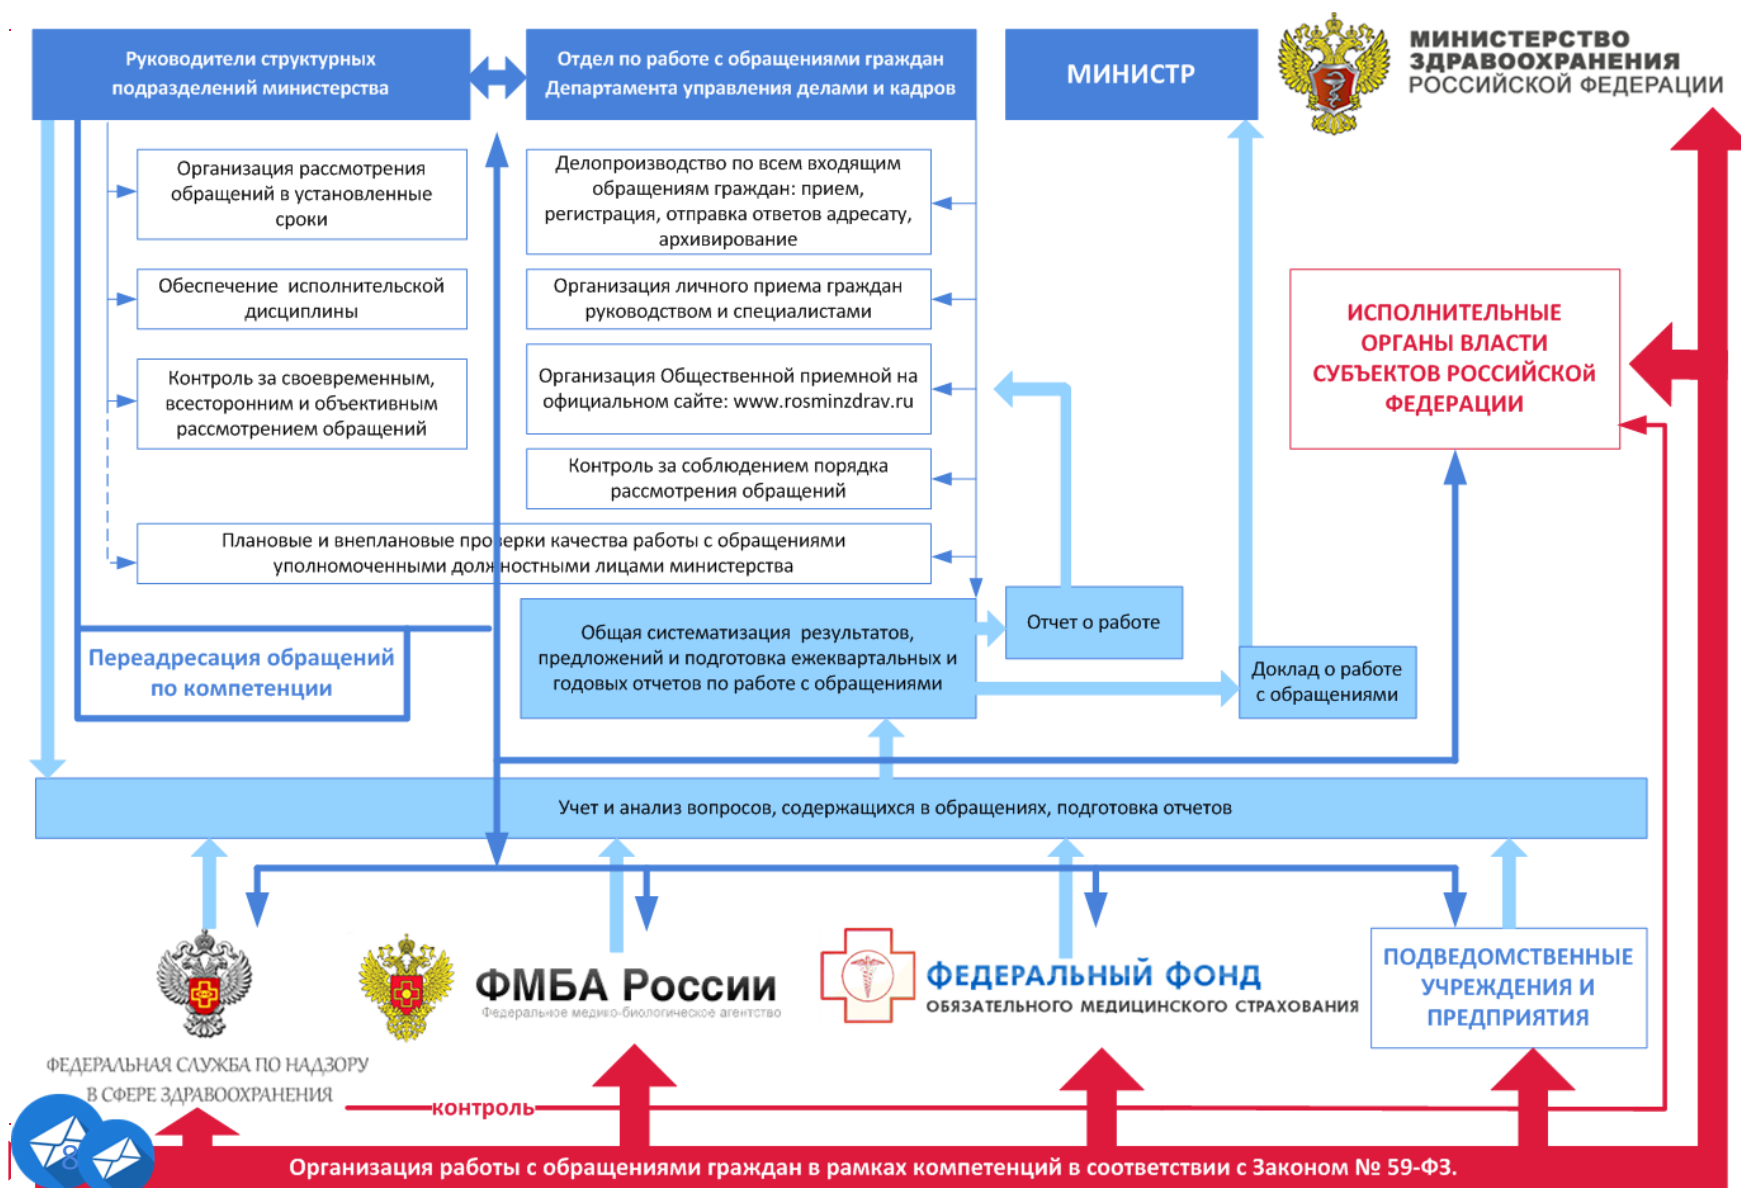 Руководители структурных
подразделений министерства
Отдел по работе с обращениями граждан
Департамента управления делами и кадров
МИНИСТР
МИНИСТЕРСТВО
ЗДРАВООХРАНЕНИЯ
РОССИЙСКОЙ ФЕДЕРАЦИИ
Организация рассмотрения
обращений в установленные
сроки
Обеспечение исполнительской
дисциплины
Контроль за своевременным,
всесторонним и объективным
рассмотрением обращений
Делопроизводство по всем входящим
обращениям граждан: прием,
регистрация, отправка ответов адресату,
архивирование
Организация личного приема граждан
руководством и специалистами
Организация Общественной приемной на
официальном сайте: www.rosminzdrav.ru
Контроль за соблюдением порядка
рассмотрения обращений
Плановые и внеплановые проверки качества работы с обращениями
уполномоченными должностными лицами министерства
ИСПОЛНИТЕЛЬНЫЕ
ОРГАНЫ ВЛАСТИ
СУБЪЕКТОВ РОССИЙСКОЙ
ФЕДЕРАЦИИ
Переадресация обращений
по компетенции
Общая систематизация результатов,
предложений и подготовка ежеквартальных и
годовых отчетов по работе с обращениями
Отчет о работе
Доклад о работе
с обращениями
Учет и анализ вопросов, содержащихся в обращениях, подготовка отчетов
ФЕДЕРАЛЬНАЯ СЛУЖБА ПО НАДЗОРУ
В СФЕРЕ ЗДРАВООХРАНЕНИЯ
ФМБА России
Федеральное медико-биологическое агентство
ФЕДЕРАЛЬНЫЙ ФОНД
ОБЯЗАТЕЛЬНОГО МЕДИЦИНСКОГО СТРАХОВАНИЯ
ПОДВЕДОМСТВЕННЫЕ
УЧРЕЖДЕНИЯ И
ПРЕДПРИЯТИЯ
контроль
8
Организация работы с обращениями граждан в рамках компетенций в соответствии с Законом № 59-ФЗ.